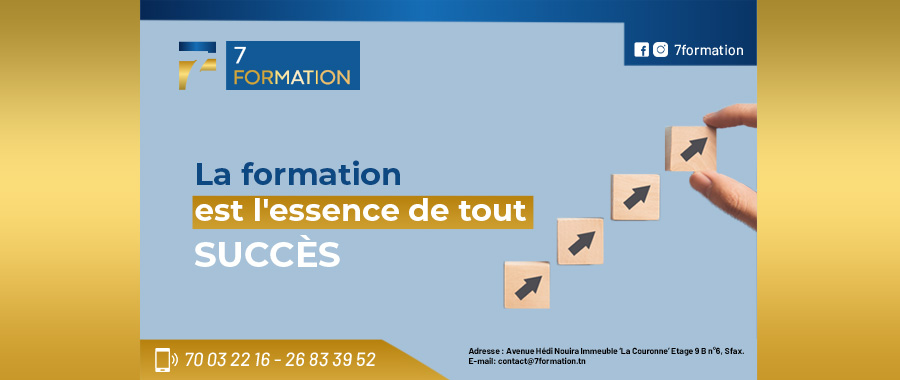 7
7
FORMATION
7formation
La formation
est l'essence de tout
SUCCÈS
70 03 22 16 - 26 83 39 52
Adresse : Avenue Hédi Nouira Immeuble 'La Couronne' Etage 9 B n°6, Sfax.
E-mail: contact@7formation.tn